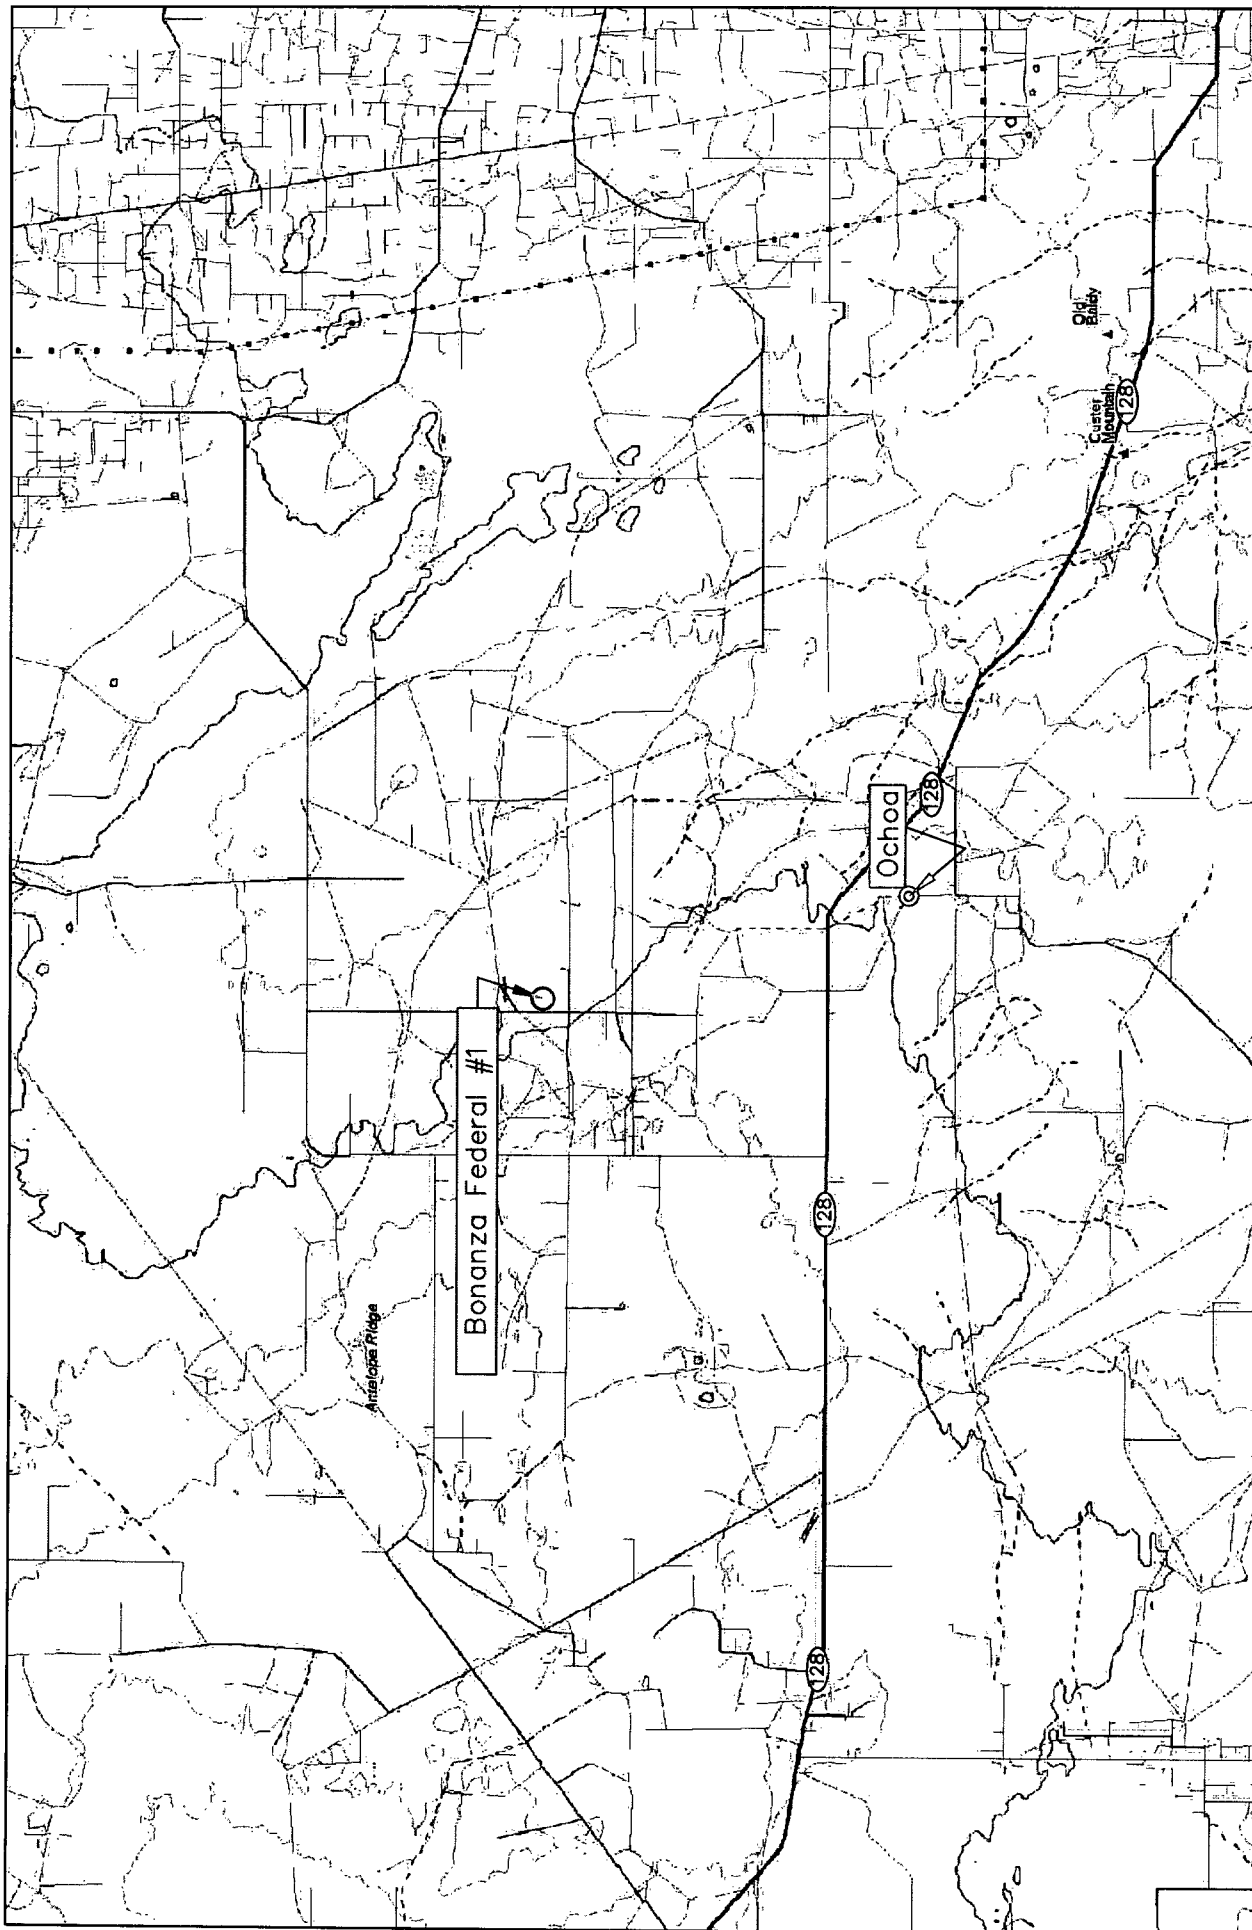 Antelope Ridge
Bonanza Federal #1
128
128
Ochoa
128
Custer
Mountain
128
Old
Baldy